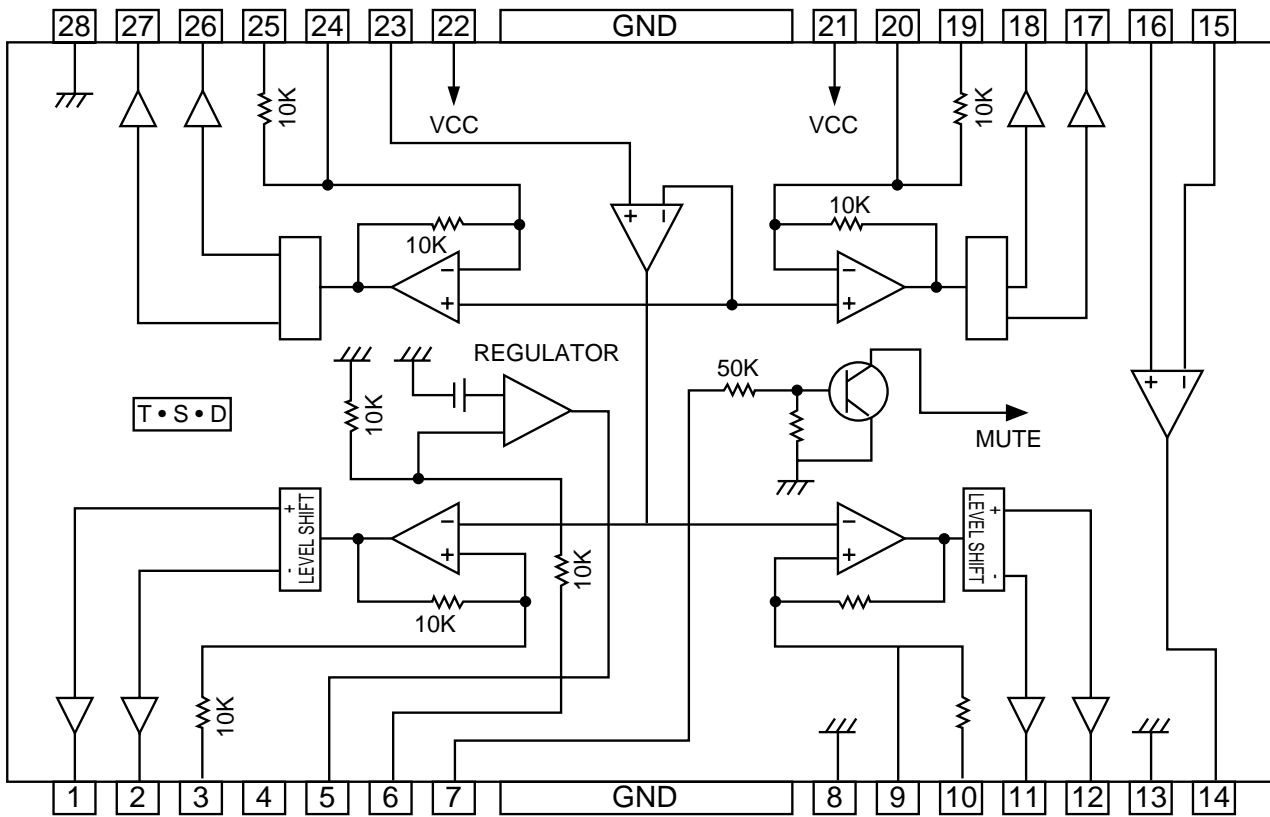 28 27 26 25 24 23 22 GND 21 20 19 18 17 16 15
10K
VCC
VCC
10K
10K
10K
+ −
− +
− +
+ −
REGULATOR
10K
50K
MUTE
T • S • D
+ LEVEL SHIFT -
− +
10K
− +
+ LEVEL SHIFT -
10K
10K
1 2 3 4 5 6 7 GND 8 9 10 11 12 13 14